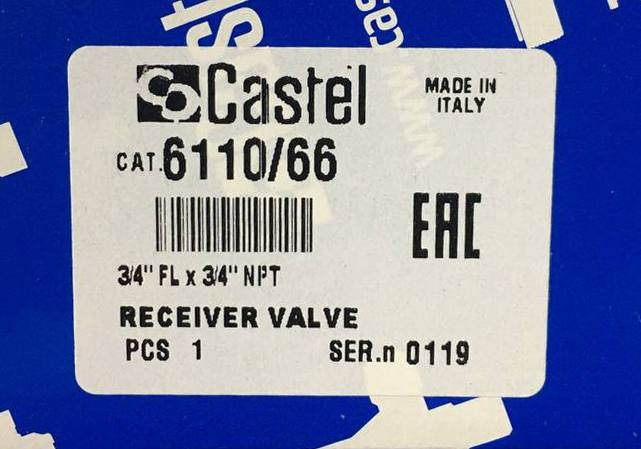 Castel
MADE IN
ITALY
CAT. 6110/66
EAC
3/4" FL x 3/4" NPT
RECEIVER VALVE
PCS 1
SER.n 0119
www